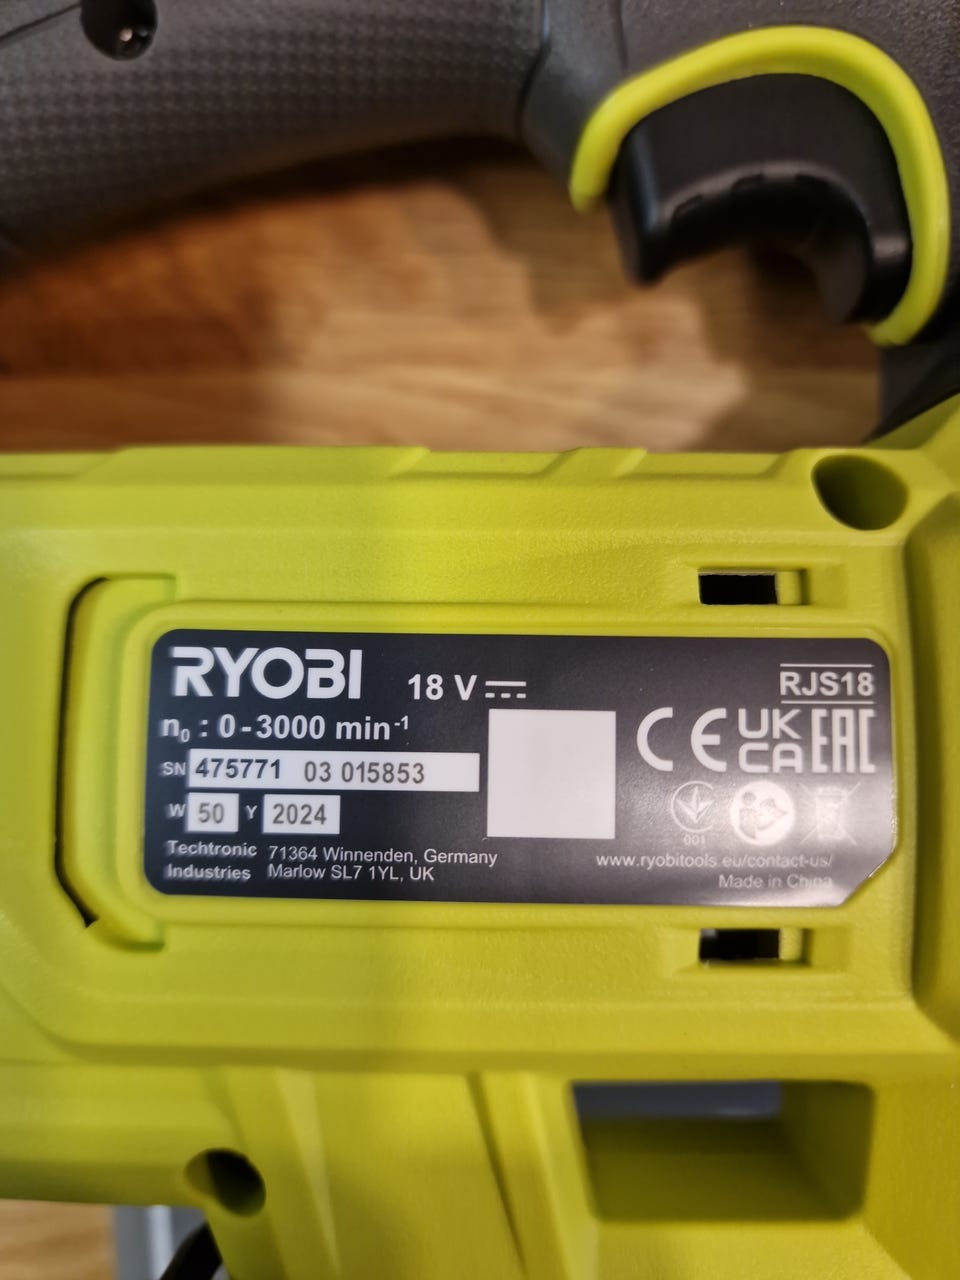 RYOBI 18 V RJS18
n₀ : 0 - 3000 min⁻¹
SN 475771 03 015853
W 50 Y 2024
CE UK CA EAC
001
Techtronic Industries
71364 Winnenden, Germany
Marlow SL7 1YL, UK
www.ryobitools.eu/contact-us/
Made in China